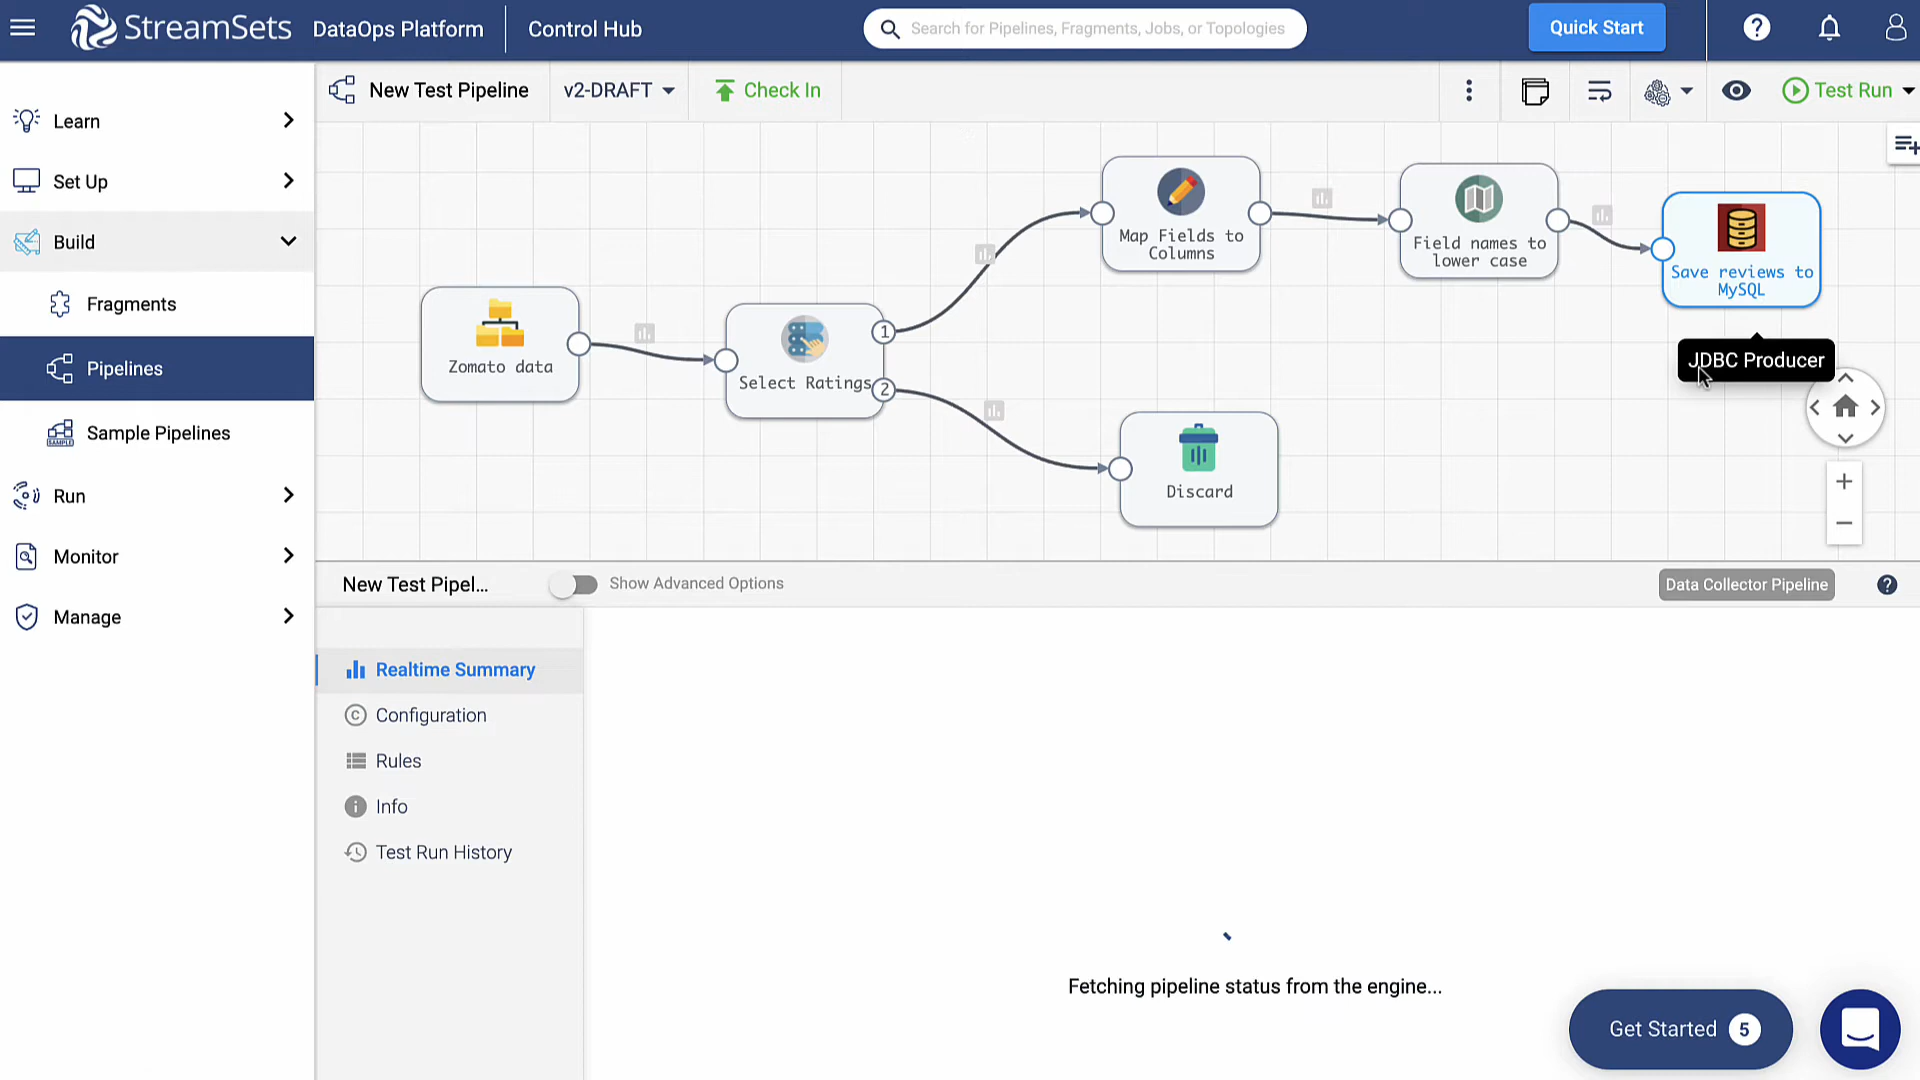 StreamSets DataOps Platform Control Hub
Search for Pipelines, Fragments, Jobs, or Topologies
Quick Start
New Test Pipeline
v2-DRAFT
Check In
Test Run
Learn
Set Up
Build
Fragments
Pipelines
SAMPLE
Sample Pipelines
Run
Monitor
Manage
Zomato data
Select Ratings
1
2
Map Fields to
Columns
Field names to
lower case
Save reviews to
MySQL
JDBC Producer
Discard
New Test Pipel...
Show Advanced Options
Data Collector Pipeline
Realtime Summary
Configuration
Rules
Info
Test Run History
Fetching pipeline status from the engine...
Get Started 5